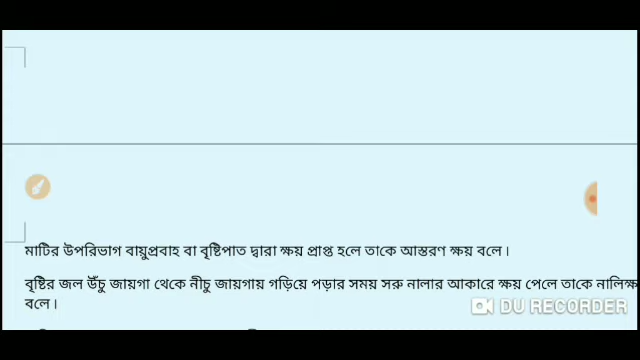 মাটির উপরিভাগ বায়ুপ্রবাহ বা বৃষ্টিপাত দ্বারা ক্ষয় প্রাপ্ত হলে তাকে আস্তরণ ক্ষয় বলে ।
বৃষ্টির জল উঁচু জায়গা থেকে নীচু জায়গায় গড়িয়ে পড়ার সময় সরু নালার আকারে ক্ষয় পেলে তাকে নালিক্ষ
বলে ।
DU RECORDER